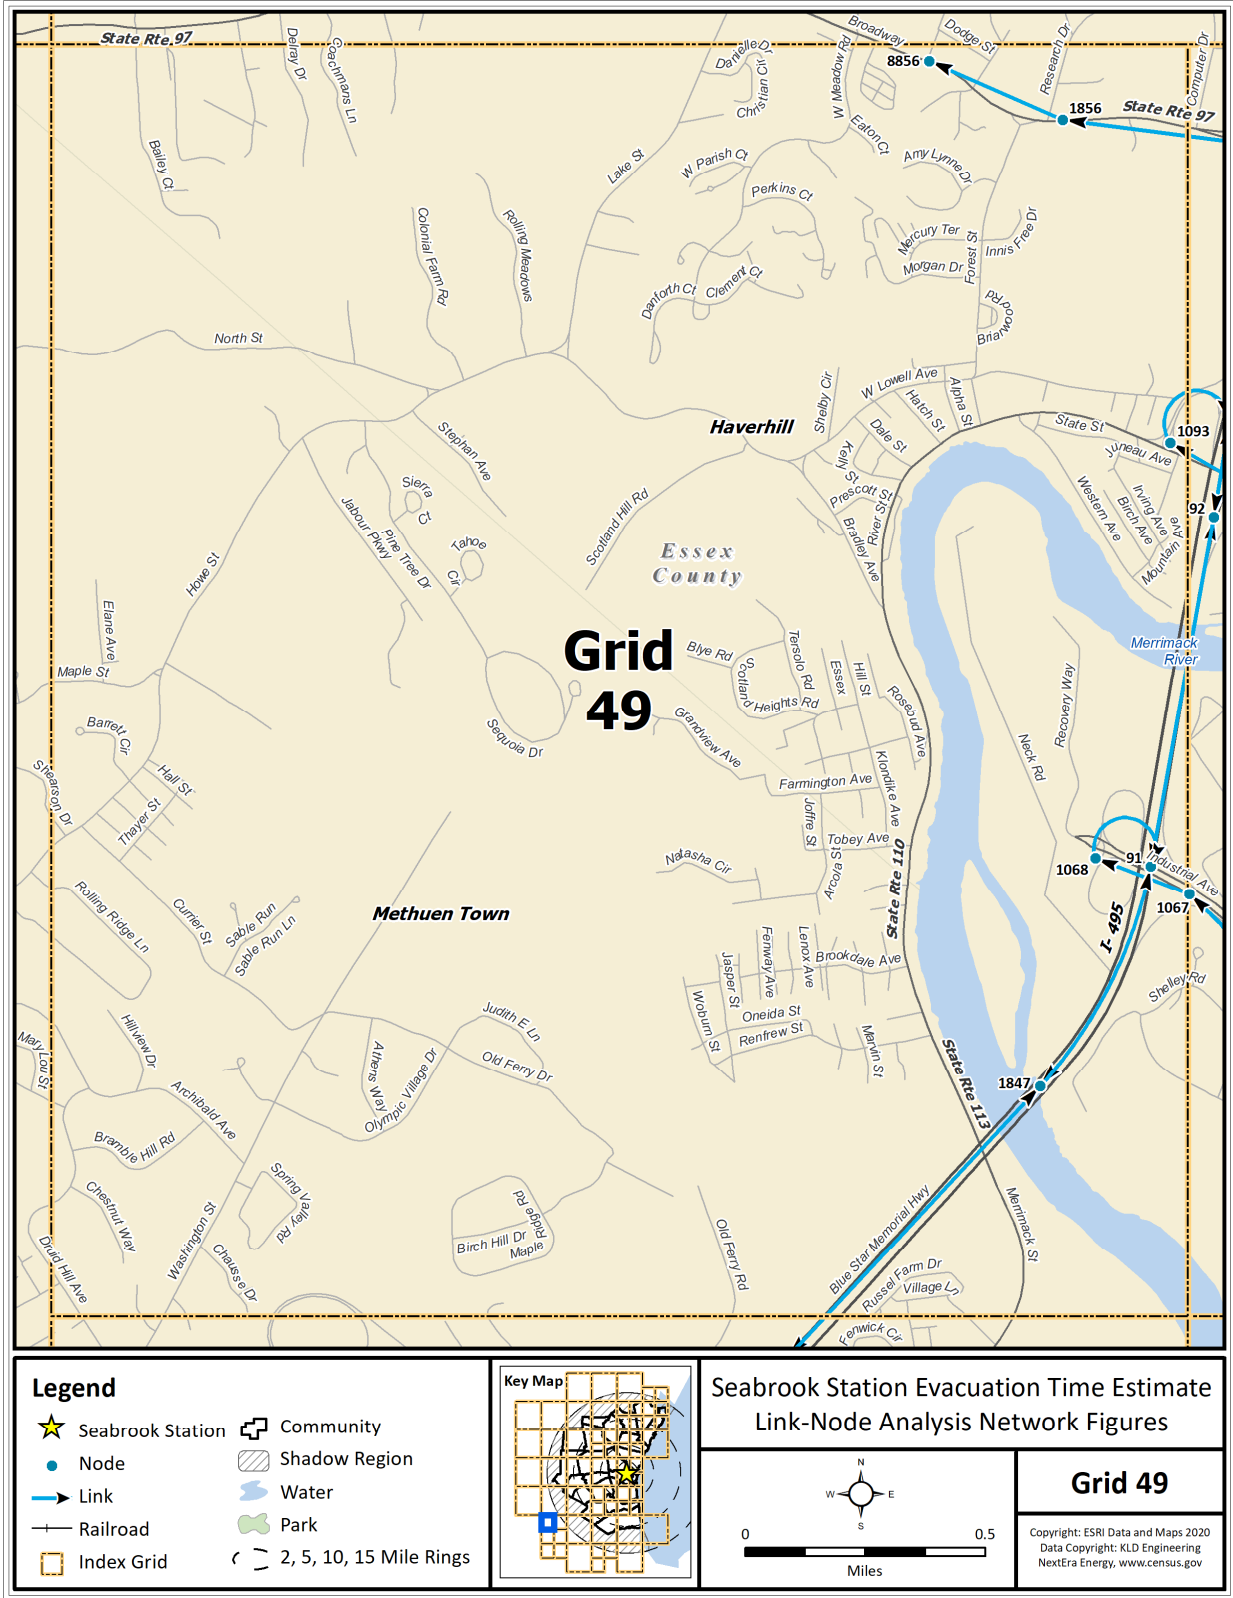 State Rte 97
Delray Dr
Coachmans Ln
Danielle Dr
Christian Cir
W Meadow Rd
Broadway
Dodge St
8856
Research Dr
1856
State Rte 97
Computer Dr
Bailey Ct
Lake St
W Parish Ct
Eaton Ct
Amy Lynne Dr
Perkins Ct
Colonial Farm Rd
Rolling Meadows
Mercury Ter
Innis Free Dr
Morgan Dr
Forest St
Danforth Ct
Clement Ct
Briarwood Rd
North St
Shelby Cir
W Lowell Ave
Hatch St
Alpha St
Haverhill
Dale St
State St
1093
Juneau Ave
Stephan Ave
Kelly St
Sierra Ct
Prescott St
River St
Western Ave
Irving Ave
Birch Ave
Mountain Ave
92
Jabour Pkwy
Pine Tree Dr
Tahoe Cir
Scotland Hill Rd
Bradley Ave
Essex
County
Howe St
Elane Ave
Grid
49
Blye Rd
Tersolo Rd
Essex
Hill St
Merrimack
River
Maple St
Scotland Heights Rd
Rosebud Ave
Recovery Way
Barrett Cir
Sequoia Dr
Grandview Ave
Neck Rd
Shearson Dr
Hall St
Thayer St
Farmington Ave
Klondike Ave
Joffre St
Tobey Ave
Natasha Cir
Arcola St
State Rte 110
1068
91
Industrial Ave
1067
Rolling Ridge Ln
Currier St
Sable Run
Sable Run Ln
Methuen Town
I- 495
Jasper St
Fenway Ave
Lenox Ave
Brookdale Ave
Shelley Rd
Woburn St
Oneida St
Renfrew St
Marvin St
Mary Lou St
Hillview Dr
Judith E Ln
Athens Way
Olympic Village Dr
Old Ferry Dr
State Rte 113
1847
Archibald Ave
Bramble Hill Rd
Spring Valley Rd
Chestnut Way
Washington St
Druid Hill Ave
Chausse Dr
Birch Hill Dr
Maple Ridge Rd
Old Ferry Rd
Blue Star Memorial Hwy
Merrimack St
Russel Farm Dr
Village Ln
Fenwick Cir
Legend
Seabrook Station
Node
Link
Railroad
Index Grid
Community
Shadow Region
Water
Park
2, 5, 10, 15 Mile Rings
Key Map
Seabrook Station Evacuation Time Estimate
Link-Node Analysis Network Figures
N
W E
S
0 0.5
Miles
Grid 49
Copyright: ESRI Data and Maps 2020
Data Copyright: KLD Engineering
NextEra Energy, www.census.gov